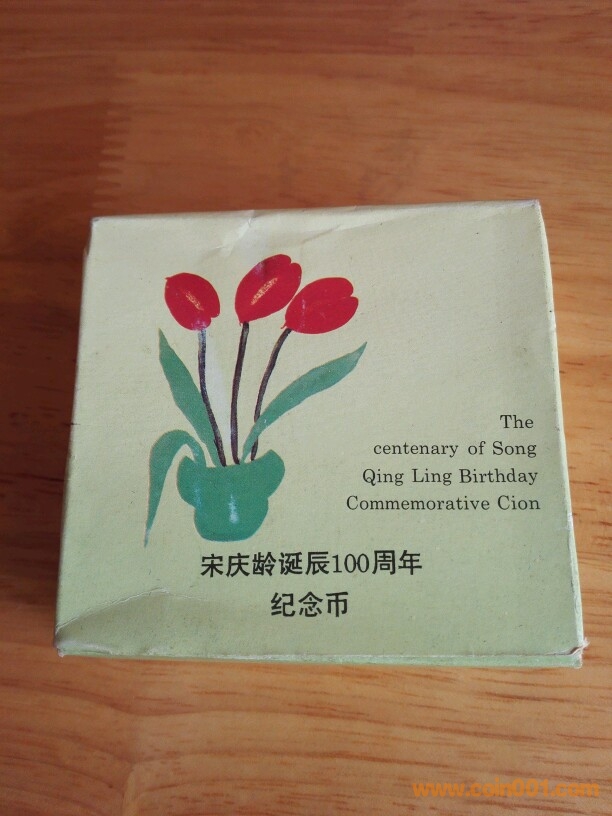 The
centenary of Song
Qing Ling Birthday
Commemorative Cion
宋庆龄诞辰100周年
纪念币
www.coin001.com